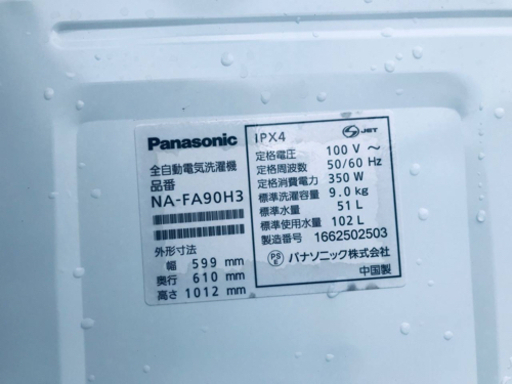 Panasonic
全自動電気洗濯機
品番
NA-FA90H3
外形寸法
幅 599 mm
奥行 610 mm
高さ 1012 mm
IPX4
S-JET
定格電圧 100 V ～
定格周波数 50/60 Hz
定格消費電力 350 W
標準洗濯容量 9.0 kg
標準水量 51 L
標準使用水量 102 L
製造番号 1662502503
PSE パナソニック株式会社
中国製